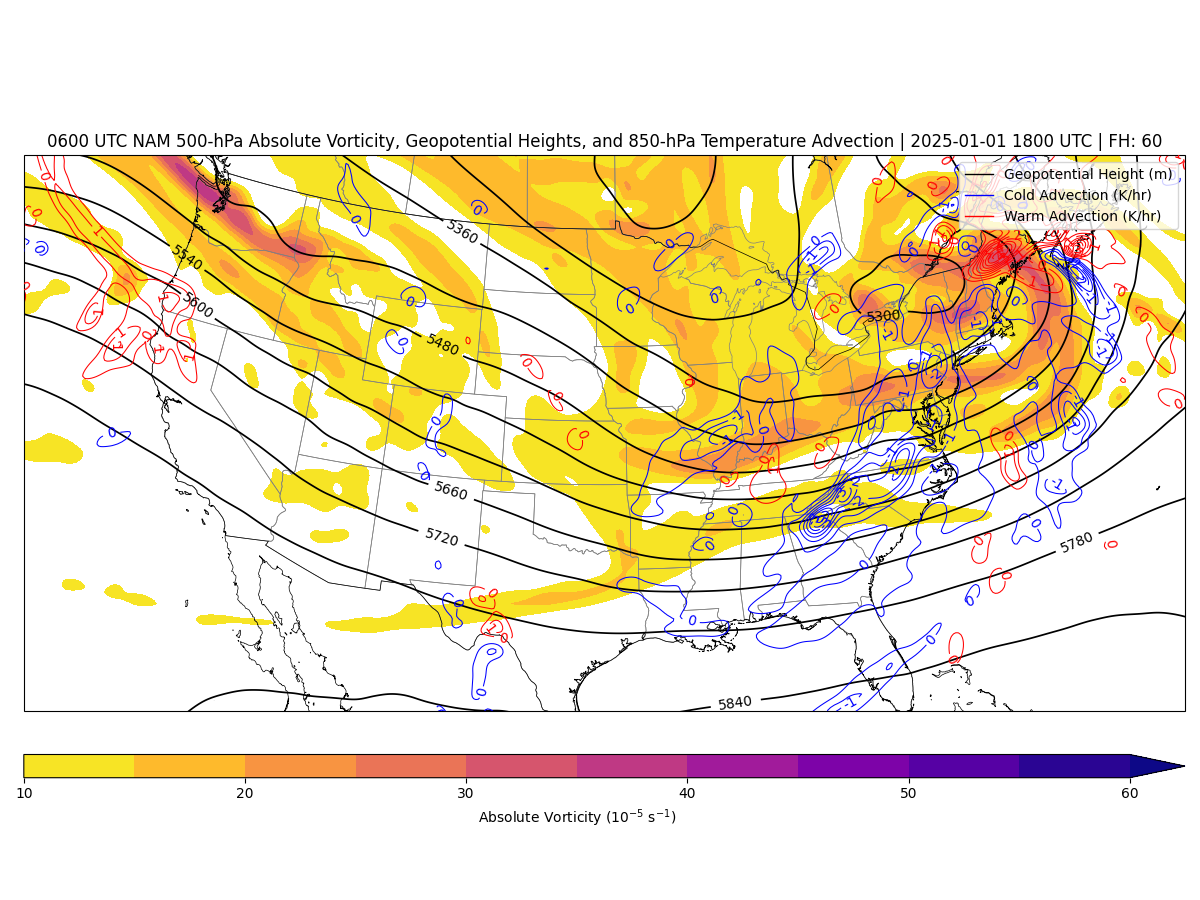 0600 UTC NAM 500-hPa Absolute Vorticity, Geopotential Heights, and 850-hPa Temperature Advection | 2025-01-01 1800 UTC | FH: 60
Geopotential Height (m)
Cold Advection (K/hr)
Warm Advection (K/hr)
5360
5540
5600
5300
5480
5660
5720
5780
5840
10 20 30 40 50 60
Absolute Vorticity (10⁻⁵ s⁻¹)